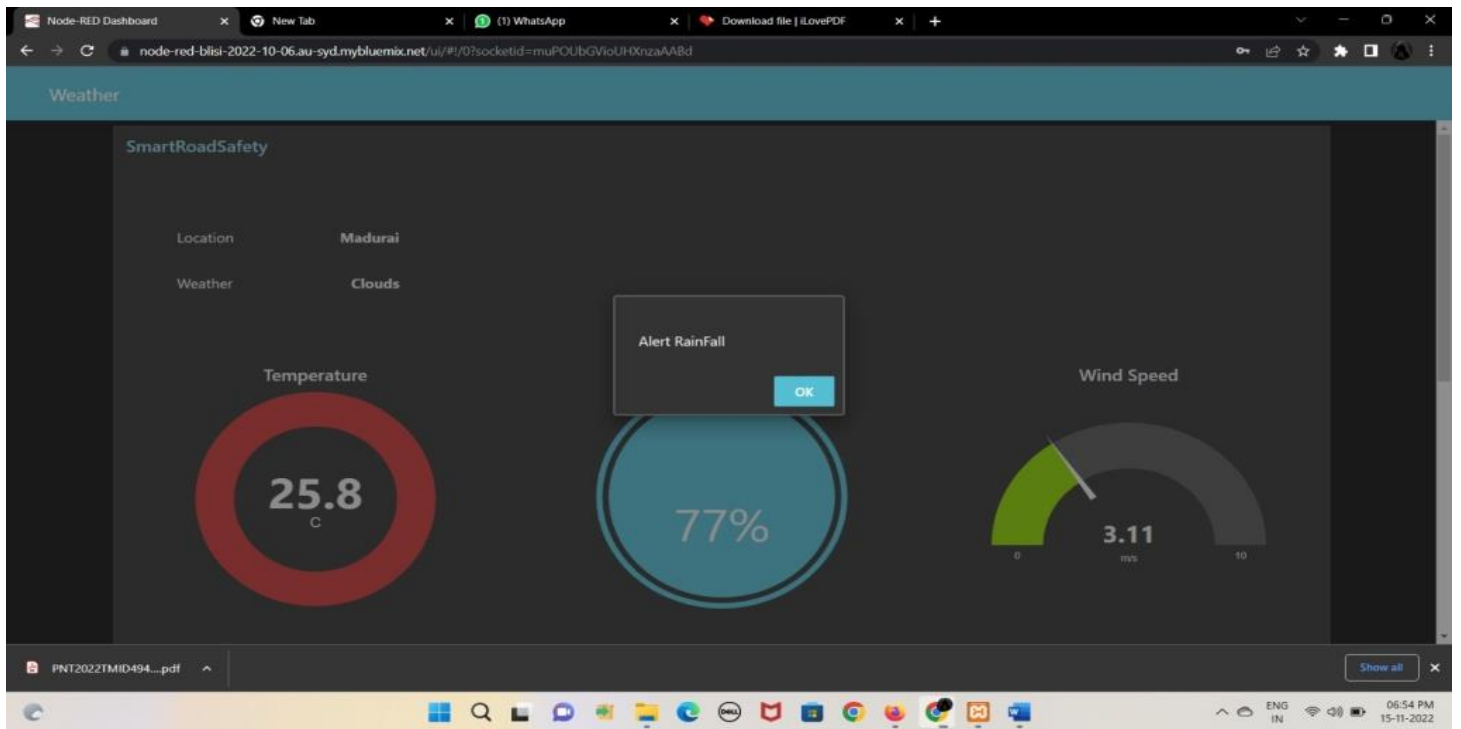 Node-RED Dashboard
New Tab
(1) WhatsApp
Download file | iLovePDF
node-red-blisi-2022-10-06.au-syd.mybluemix.net/ui/#!/0?socketid=muPOUbGVioUHXnzaAABd
Weather
SmartRoadSafety
Location Madurai
Weather Clouds
Alert RainFall
OK
Temperature
Wind Speed
25.8
C
77%
3.11
0 m/s 10
PNT2022TMID494....pdf
Show all
DELL
ENG
IN
06:54 PM
15-11-2022